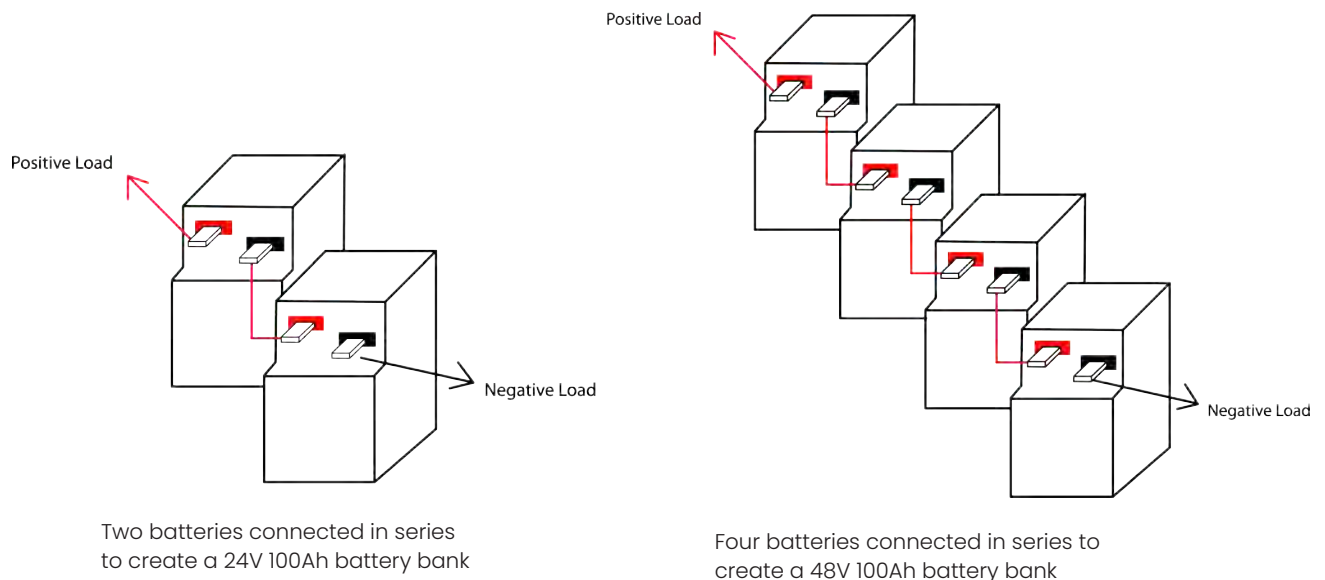 Positive Load
Negative Load
Two batteries connected in series
to create a 24V 100Ah battery bank
Positive Load
Negative Load
Four batteries connected in series to
create a 48V 100Ah battery bank